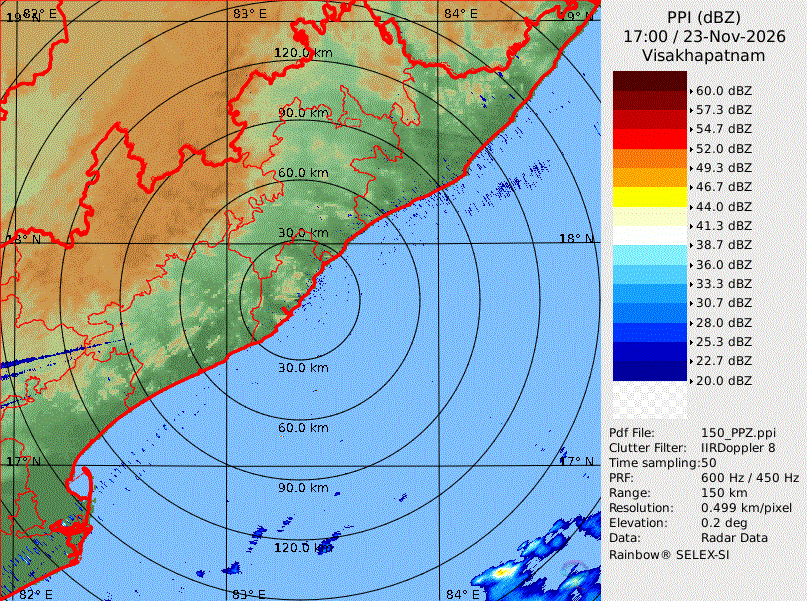 82° E 83° E 84° E
19° N 19° N
120.0 km
90.0 km
60.0 km
30.0 km
18° N 18° N
30.0 km
60.0 km
17° N 17° N
90.0 km
120.0 km
82° E 83° E 84° E
PPI (dBZ)
17:00 / 23-Nov-2026
Visakhapatnam
60.0 dBZ
57.3 dBZ
54.7 dBZ
52.0 dBZ
49.3 dBZ
46.7 dBZ
44.0 dBZ
41.3 dBZ
38.7 dBZ
36.0 dBZ
33.3 dBZ
30.7 dBZ
28.0 dBZ
25.3 dBZ
22.7 dBZ
20.0 dBZ
Pdf File: 150_PPZ.ppi
Clutter Filter: IIRDoppler 8
Time sampling:50
PRF: 600 Hz / 450 Hz
Range: 150 km
Resolution: 0.499 km/pixel
Elevation: 0.2 deg
Data: Radar Data
Rainbow® SELEX-SI